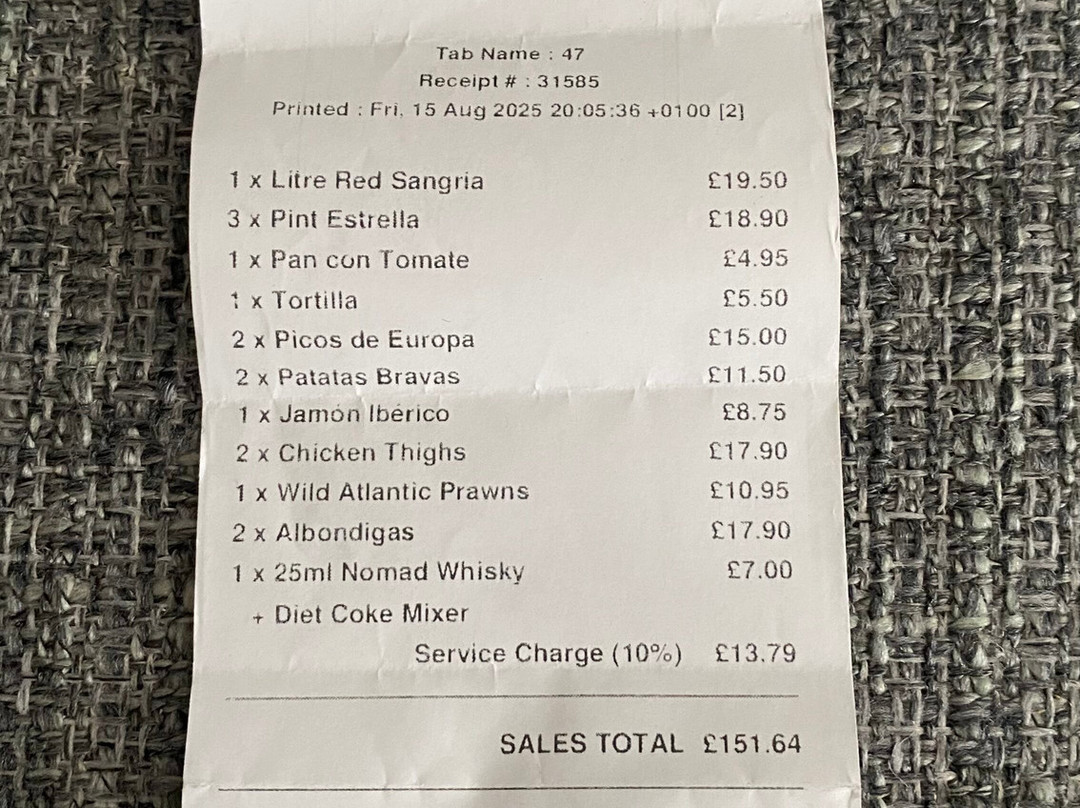 Tab Name : 47
Receipt # : 31585
Printed : Fri, 15 Aug 2025 20:05:36 +0100 [2]
1 x Litre Red Sangria £19.50
3 x Pint Estrella £18.90
1 x Pan con Tomate £4.95
1 x Tortilla £5.50
2 x Picos de Europa £15.00
2 x Patatas Bravas £11.50
1 x Jamón Ibérico £8.75
2 x Chicken Thighs £17.90
1 x Wild Atlantic Prawns £10.95
2 x Albondigas £17.90
1 x 25ml Nomad Whisky £7.00
+ Diet Coke Mixer
Service Charge (10%) £13.79
SALES TOTAL £151.64